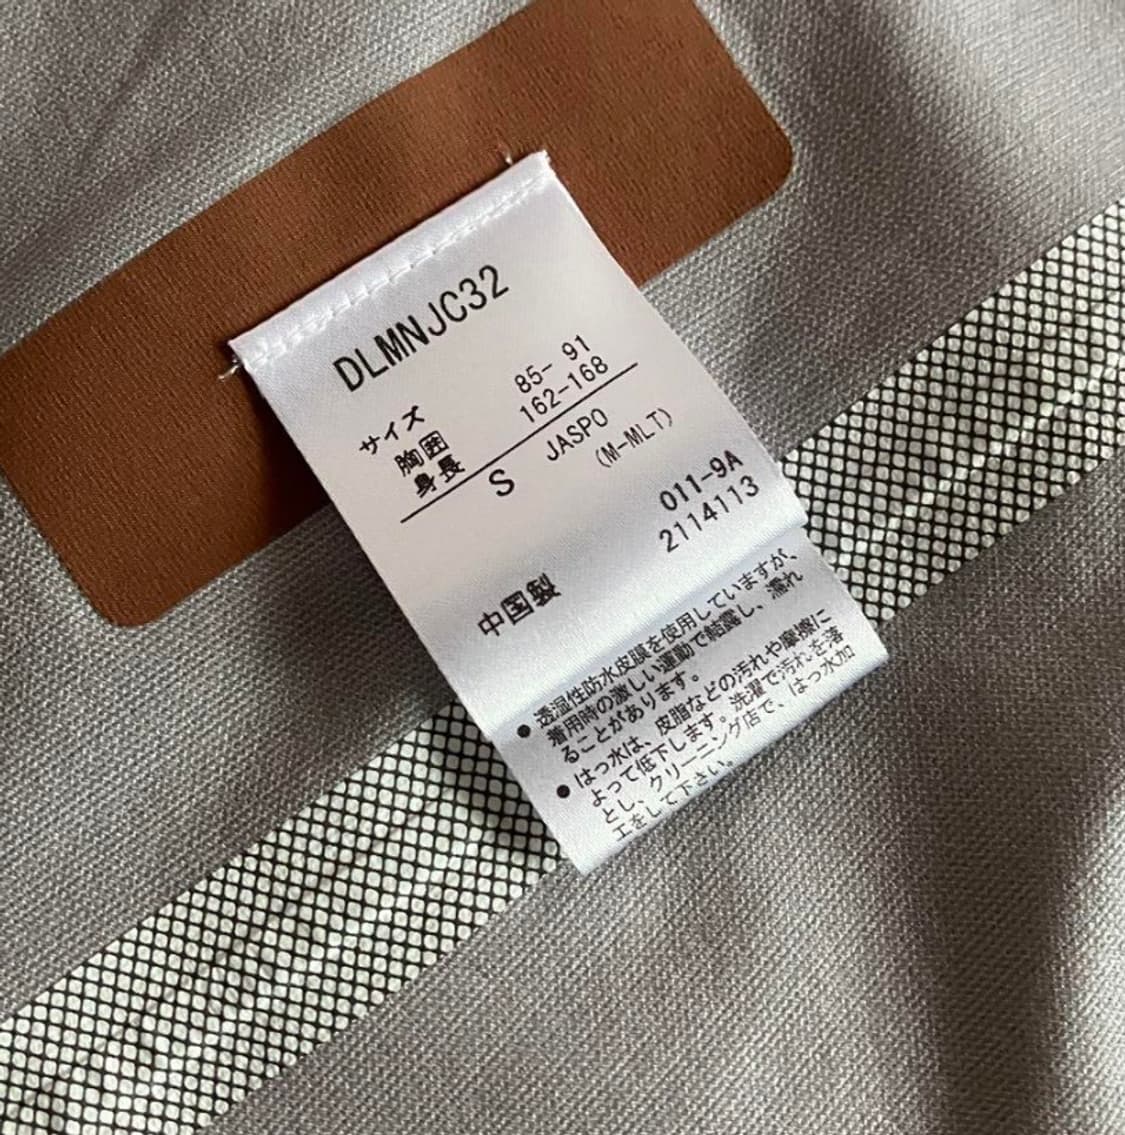 DLMNJC32
サイズ
胸囲 85- 91
身長 162-168
S JASPO
(M-MLT)
011-9A
2114113
中国製
● 透湿性防水皮膜を使用していますが、
着用時の激しい運動で結露し、濡れ
ることがあります。
● はっ水は、皮脂などの汚れや摩擦に
よって低下します。洗濯で汚れを落
とし、クリーニング店で、はっ水加
工をして下さい。